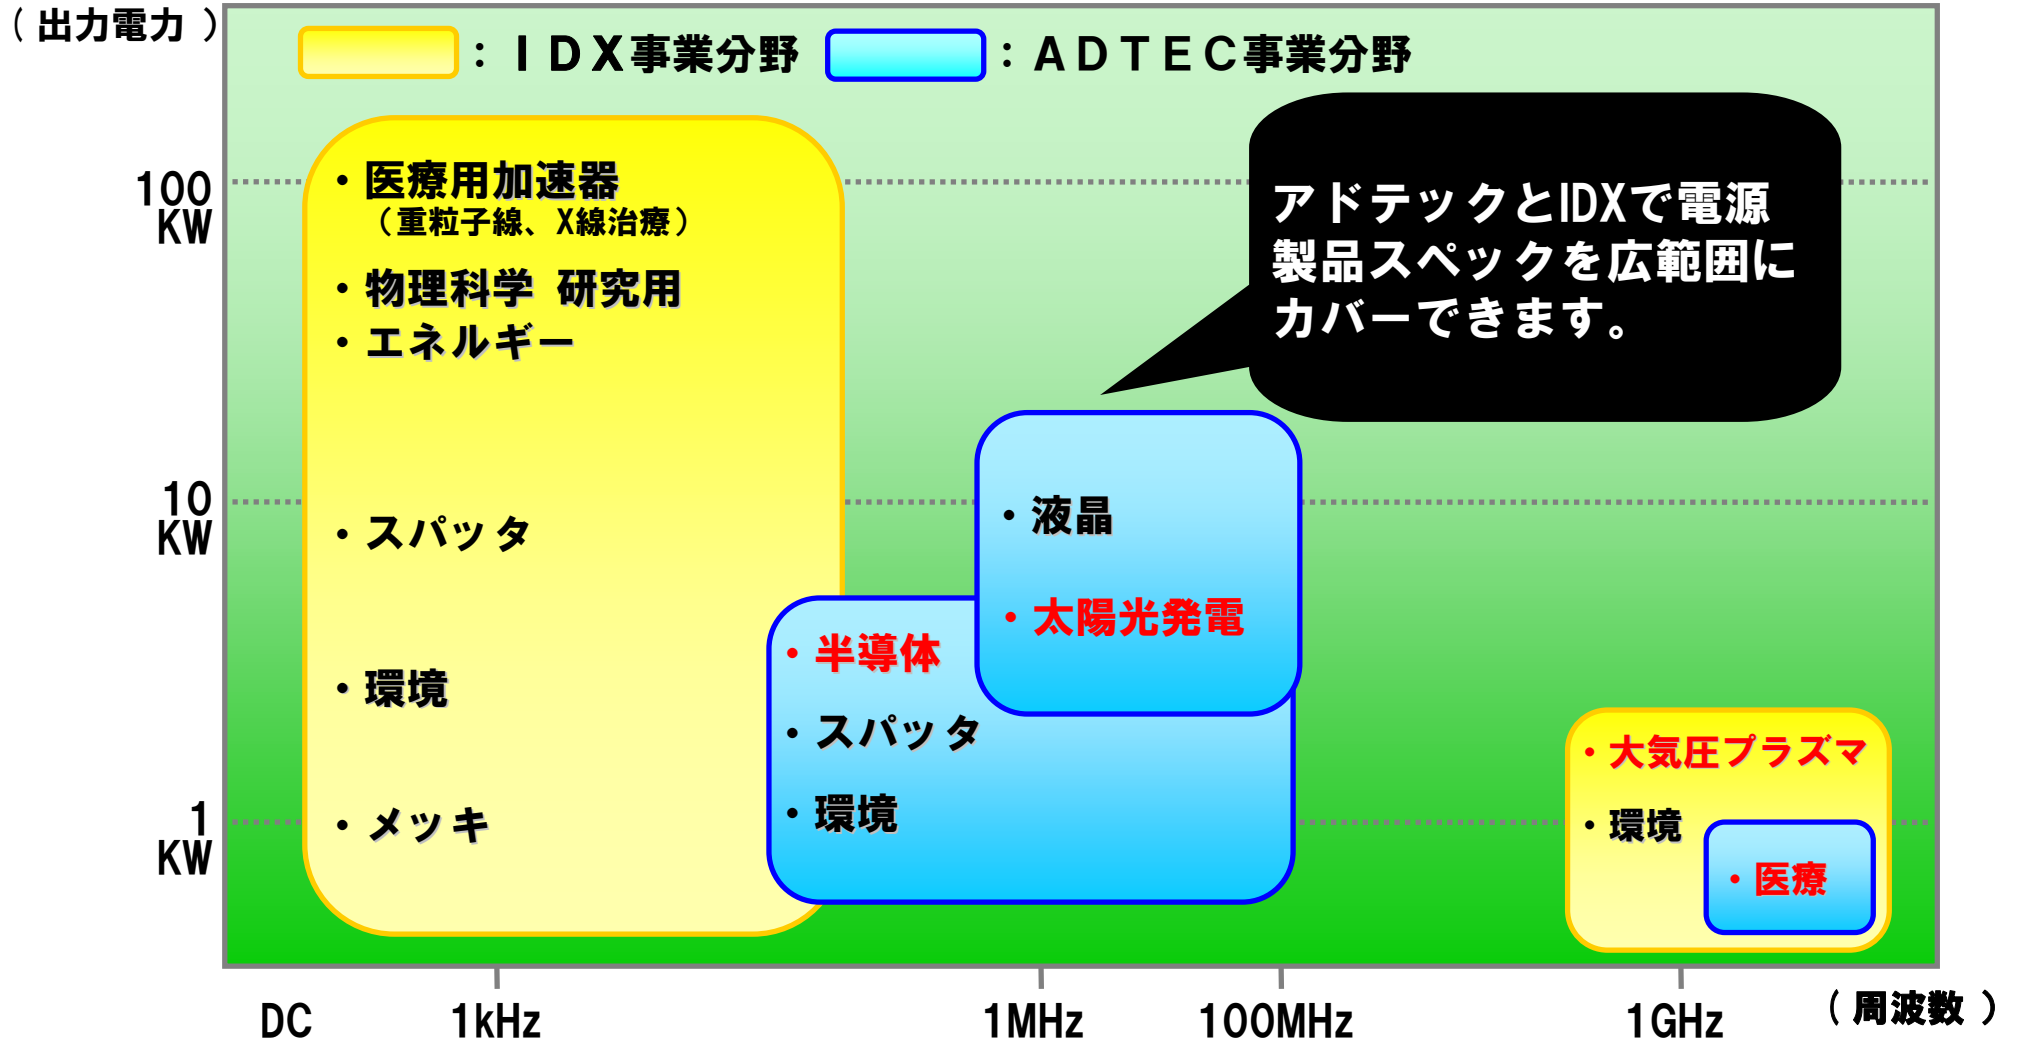 （出力電力）
：ＩＤＸ事業分野
：ＡＤＴＥＣ事業分野
100
KW
10
KW
1
KW
・医療用加速器
（重粒子線、X線治療）
・物理科学 研究用
・エネルギー
・スパッタ
・環境
・メッキ
アドテックとIDXで電源
製品スペックを広範囲に
カバーできます。
・液晶
・太陽光発電
・半導体
・スパッタ
・環境
・大気圧プラズマ
・環境
・医療
DC
1kHz
1MHz
100MHz
1GHz
（周波数）